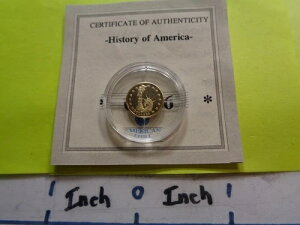 CERTIFICATE OF AUTHENTICITY
-History of America-
AMERICAN
Inch
Inch